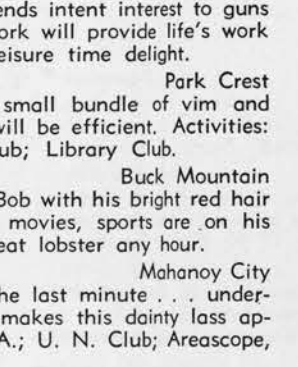 ends intent interest to guns
ork will provide life's work
eisure time delight.
Park Crest
small bundle of vim and
will be efficient. Activities:
ub; Library Club.
Buck Mountain
Bob with his bright red hair
movies, sports are on his
eat lobster any hour.
Mahanoy City
he last minute . . . under-
makes this dainty lass ap-
A.; U. N. Club; Areascope,